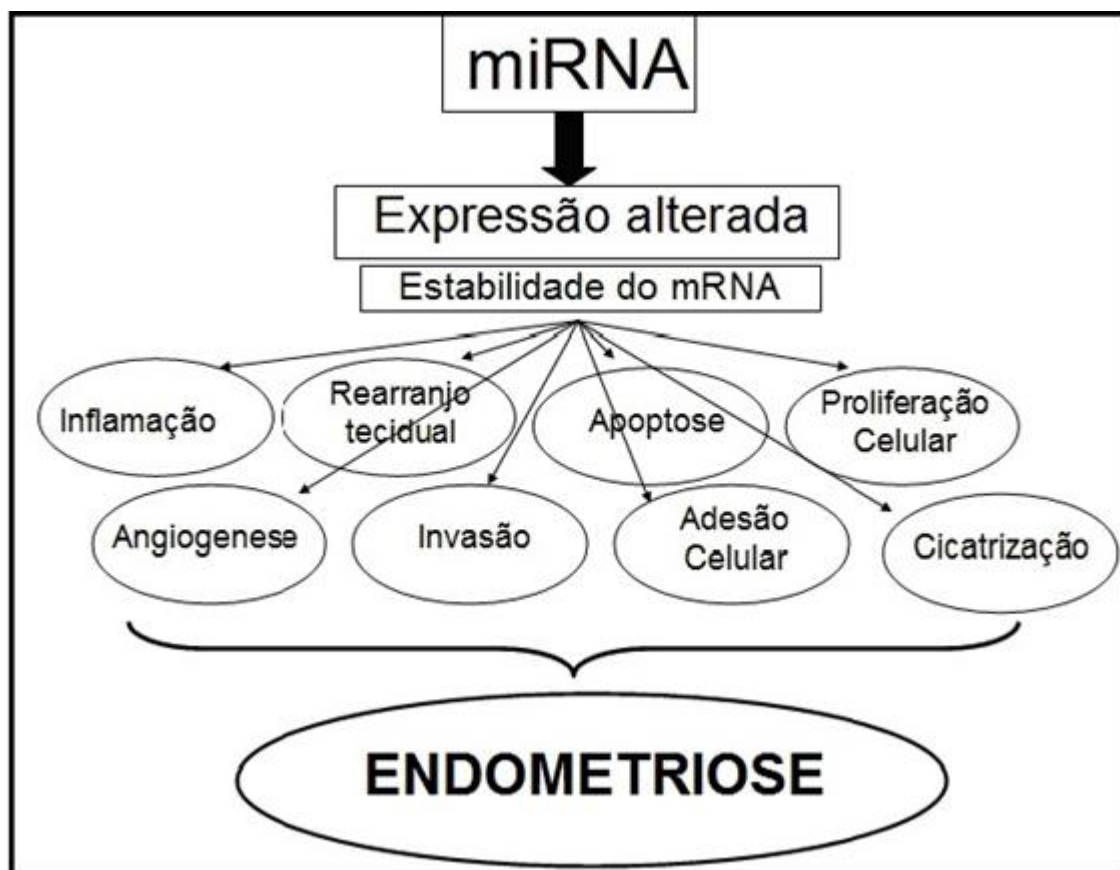 miRNA
Expressão alterada
Estabilidade do mRNA
Inflamação
Rearranjo
tecidual
Apoptose
Proliferação
Celular
Angiogenese
Invasão
Adesão
Celular
Cicatrização
ENDOMETRIOSE